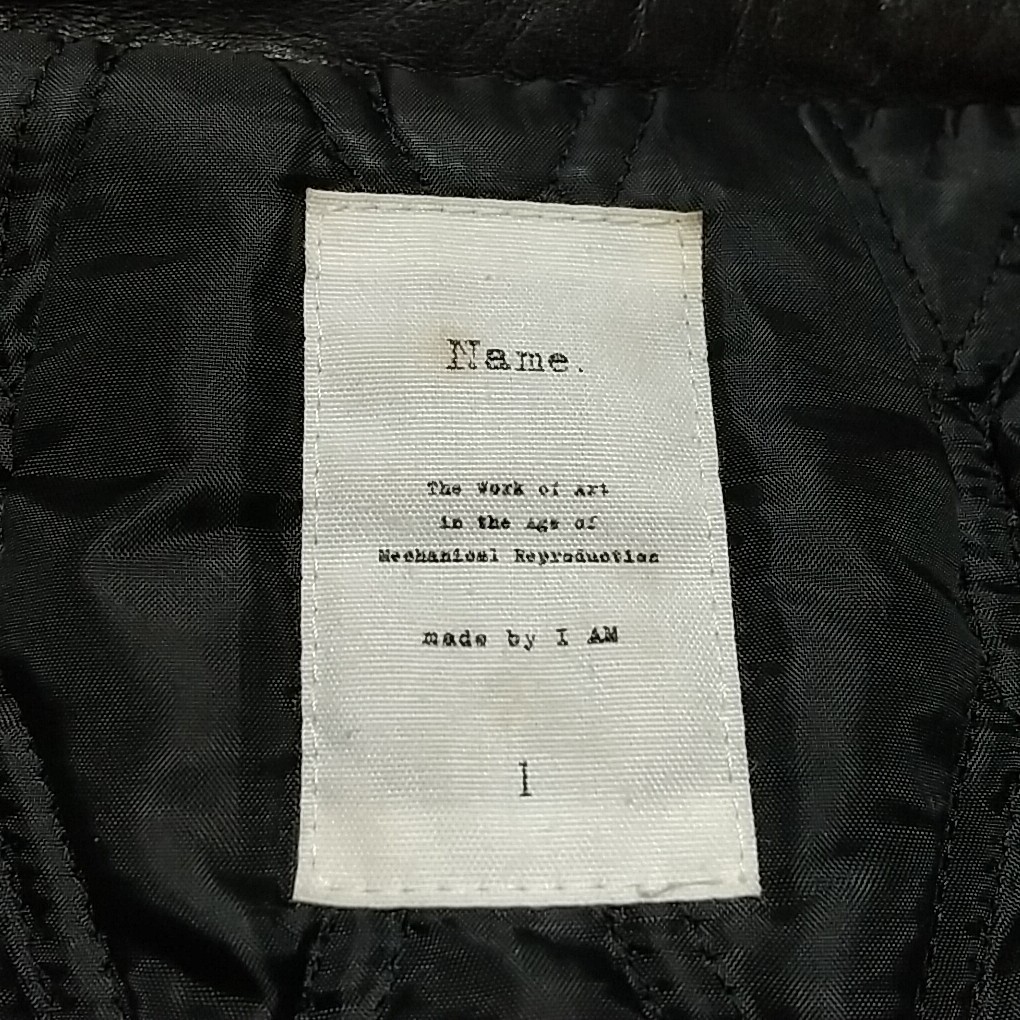 Name.
The Work of Art
in the Age of
Mechanical Reproduction
made by I AM
1